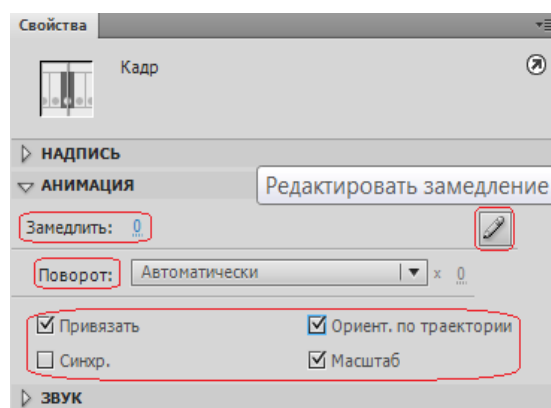 Свойства
Кадр
НАДПИСЬ
АНИМАЦИЯ
Редактировать замедление
Замедлить: 0
Поворот: Автоматически x 0
Привязать Ориент. по траектории
Синхр. Масштаб
ЗВУК